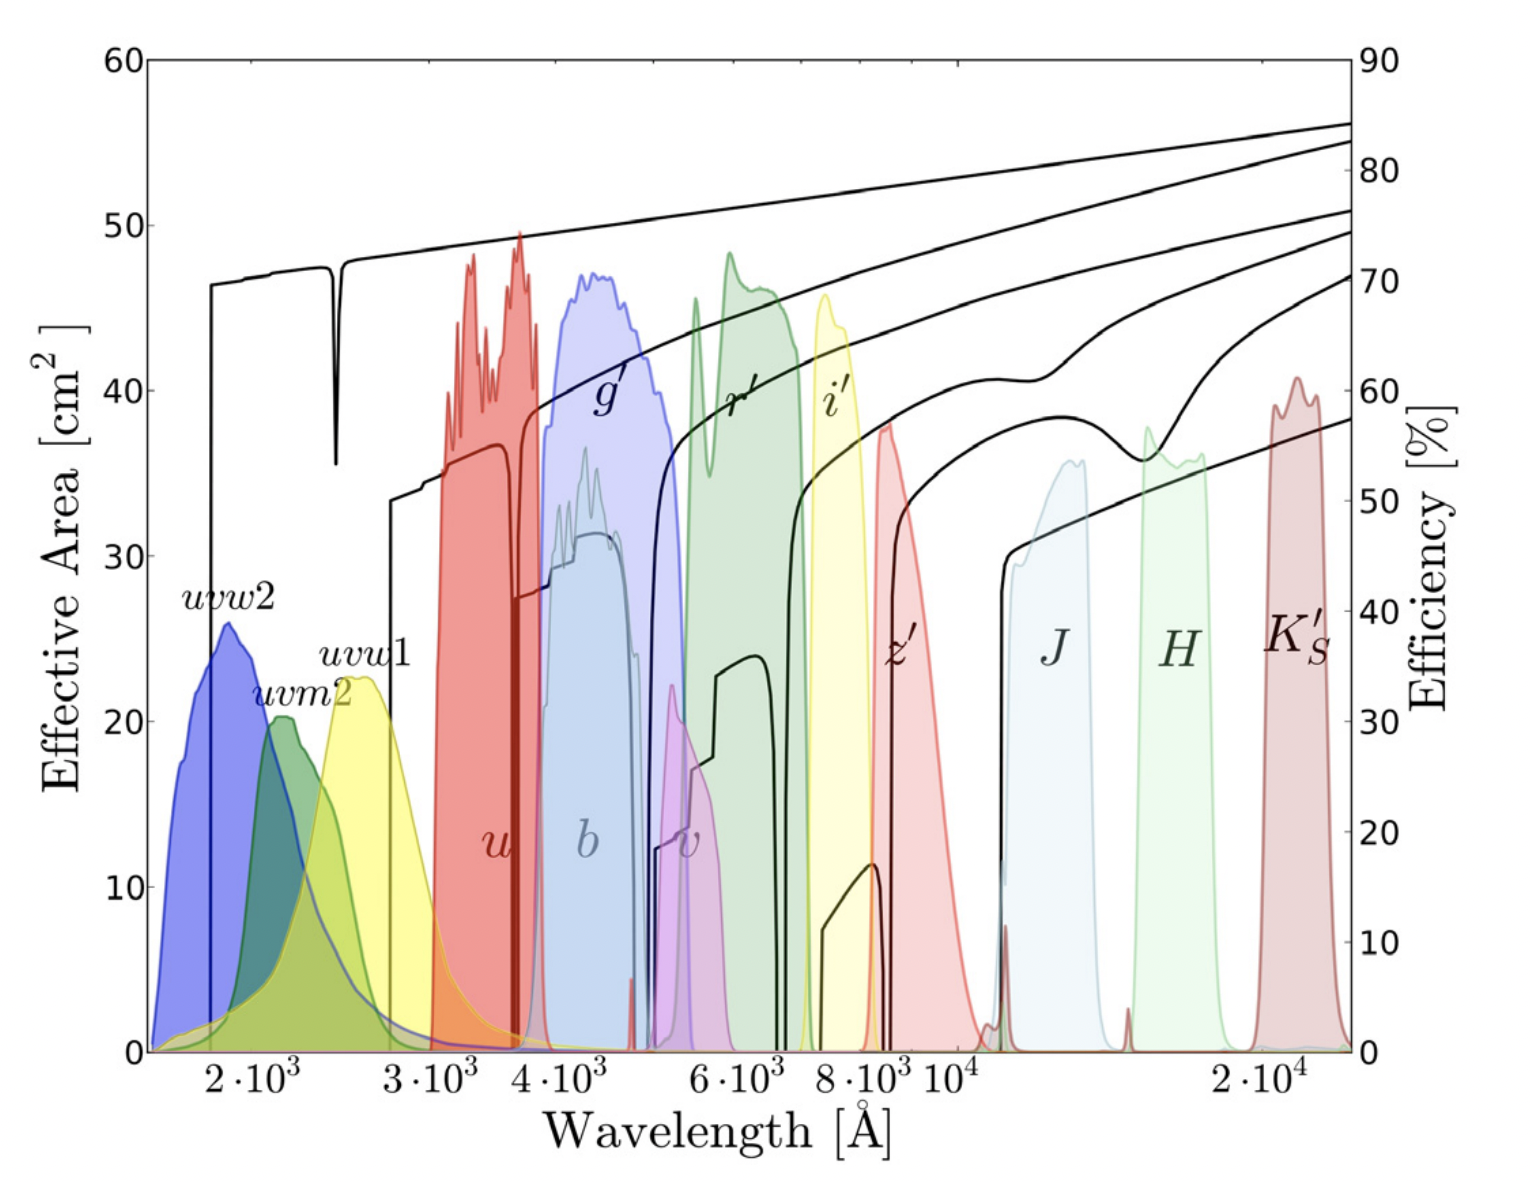 60
50
40
30
20
10
0
Effective Area [cm²]
90
80
70
60
50
40
30
20
10
0
Efficiency [%]
g′
r′
i′
uvw2
uvw1
uvm2
z′
J
H
K′S
u
b
v
2·10³
3·10³
4·10³
6·10³
8·10³
10⁴
2·10⁴
Wavelength [Å]